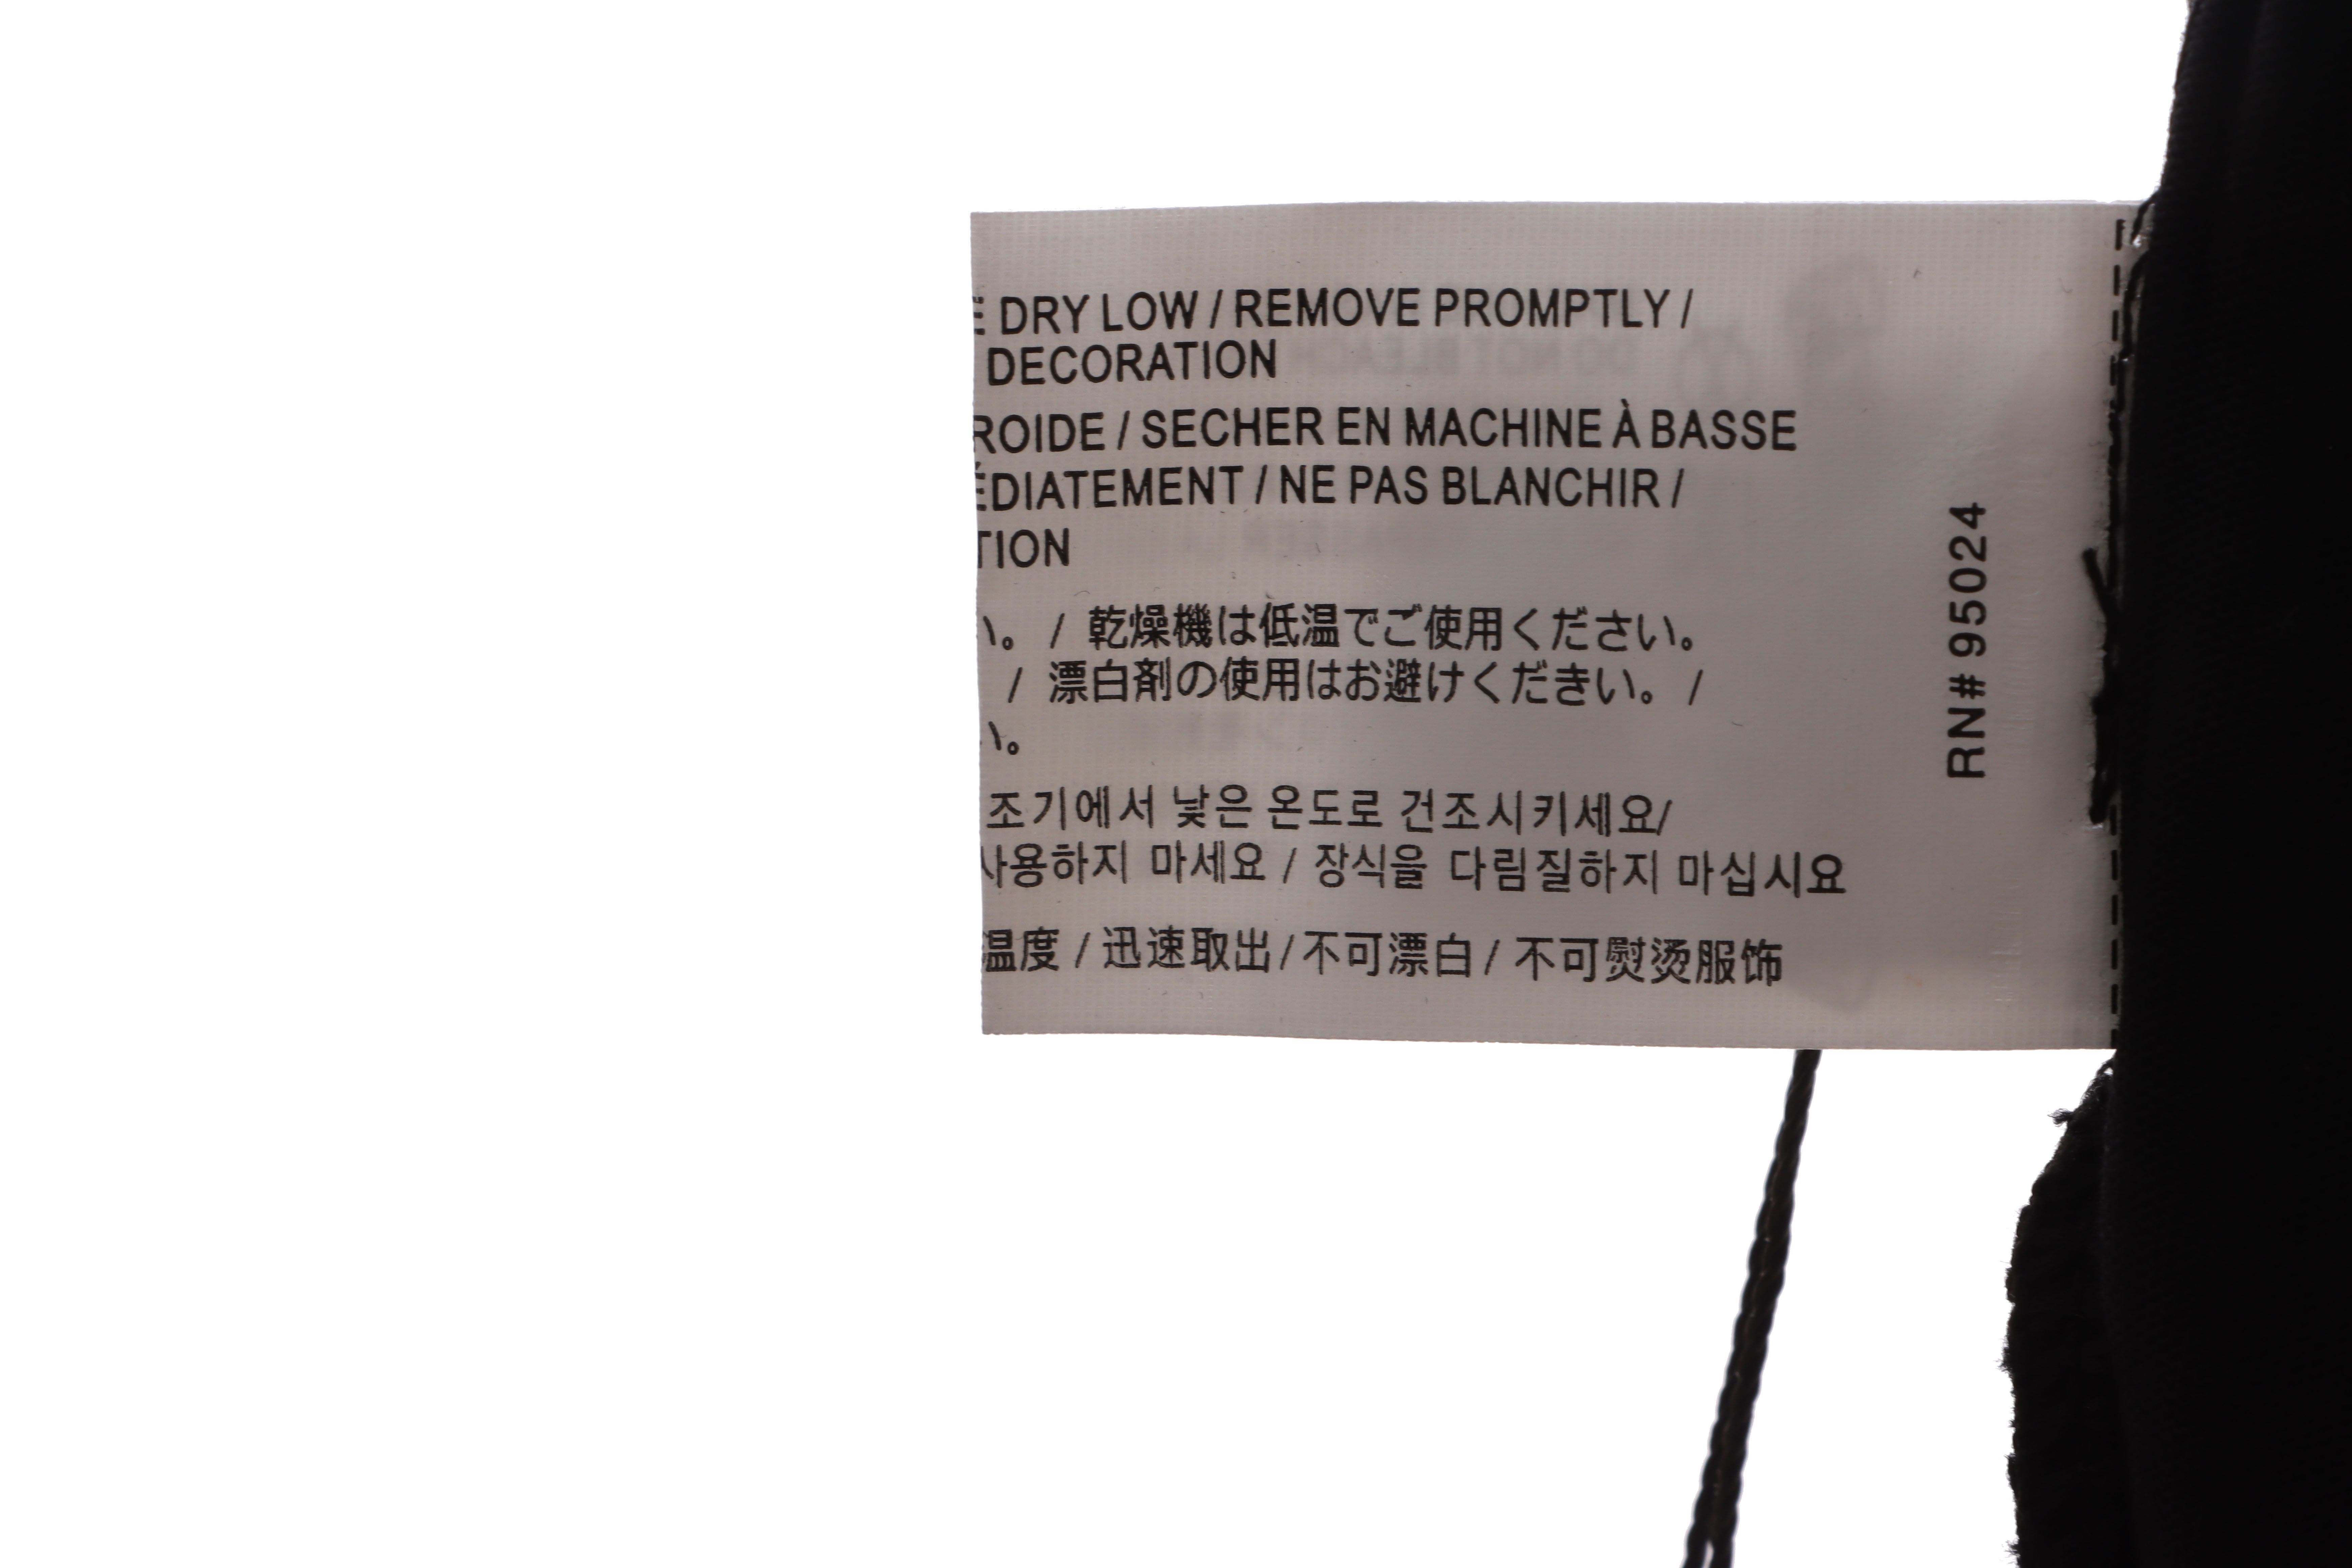 DRY LOW / REMOVE PROMPTLY /
DECORATION
ROIDE / SECHER EN MACHINE À BASSE
ÉDIATEMENT / NE PAS BLANCHIR /
TION
い。 / 乾燥機は低温でご使用ください。
/ 漂白剤の使用はお避けください。 /
い。
조기에서 낮은 온도로 건조시키세요/
사용하지 마세요 / 장식을 다림질하지 마십시요
温度 / 迅速取出 / 不可漂白 / 不可熨烫服饰
RN# 95024